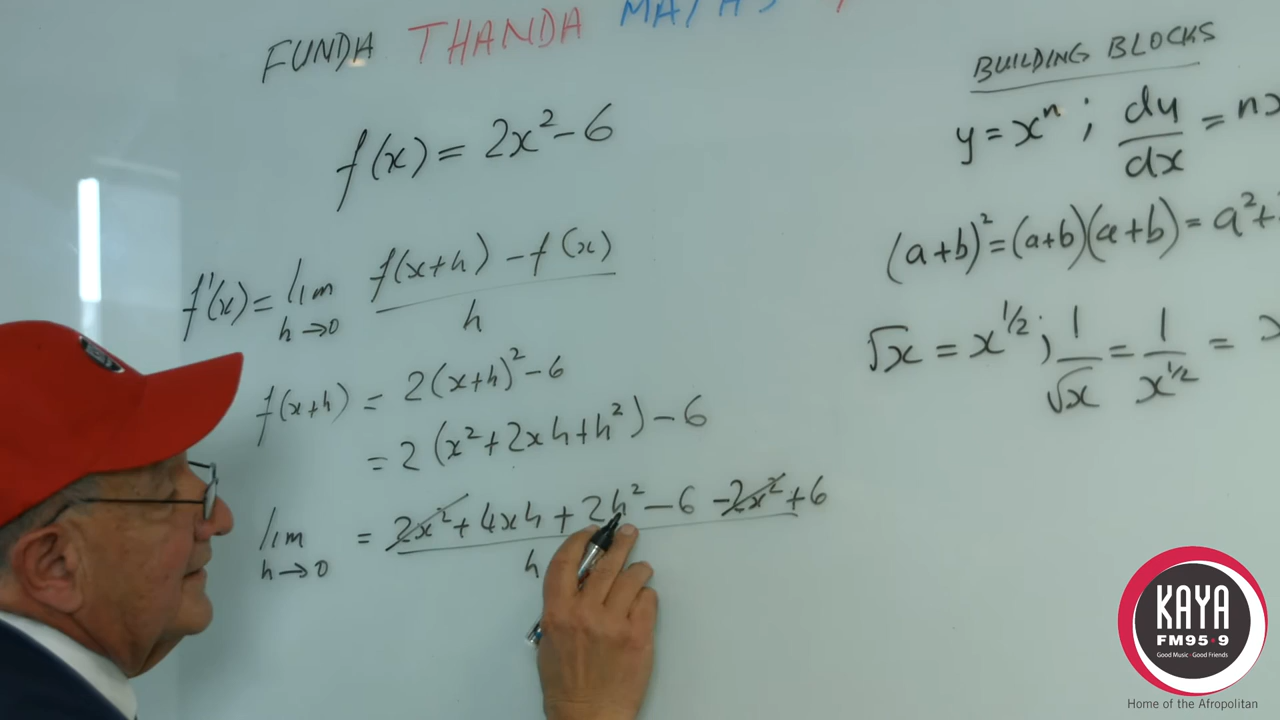 FUNDA THANDA MATHS
f(x) = 2x² - 6
f'(x) = lim h→0 f(x+h) - f(x) / h
f(x+h) = 2(x+h)² - 6
= 2(x² + 2xh + h²) - 6
lim h→0 = 2x² + 4xh + 2h² - 6 - 2x² + 6 / h
BUILDING BLOCKS
y = xⁿ ; dy/dx = nx
(a+b)² = (a+b)(a+b) = a² +
√x = x^1/2 ; 1/√x = 1/x^1/2 = x
KAYA
FM95.9
Good Music · Good Friends
Home of the Afropolitan